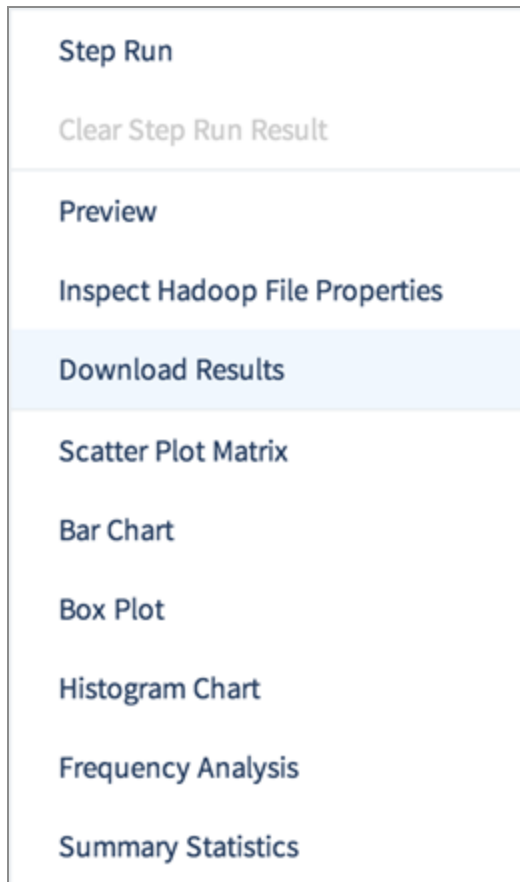 Step Run
Clear Step Run Result
Preview
Inspect Hadoop File Properties
Download Results
Scatter Plot Matrix
Bar Chart
Box Plot
Histogram Chart
Frequency Analysis
Summary Statistics